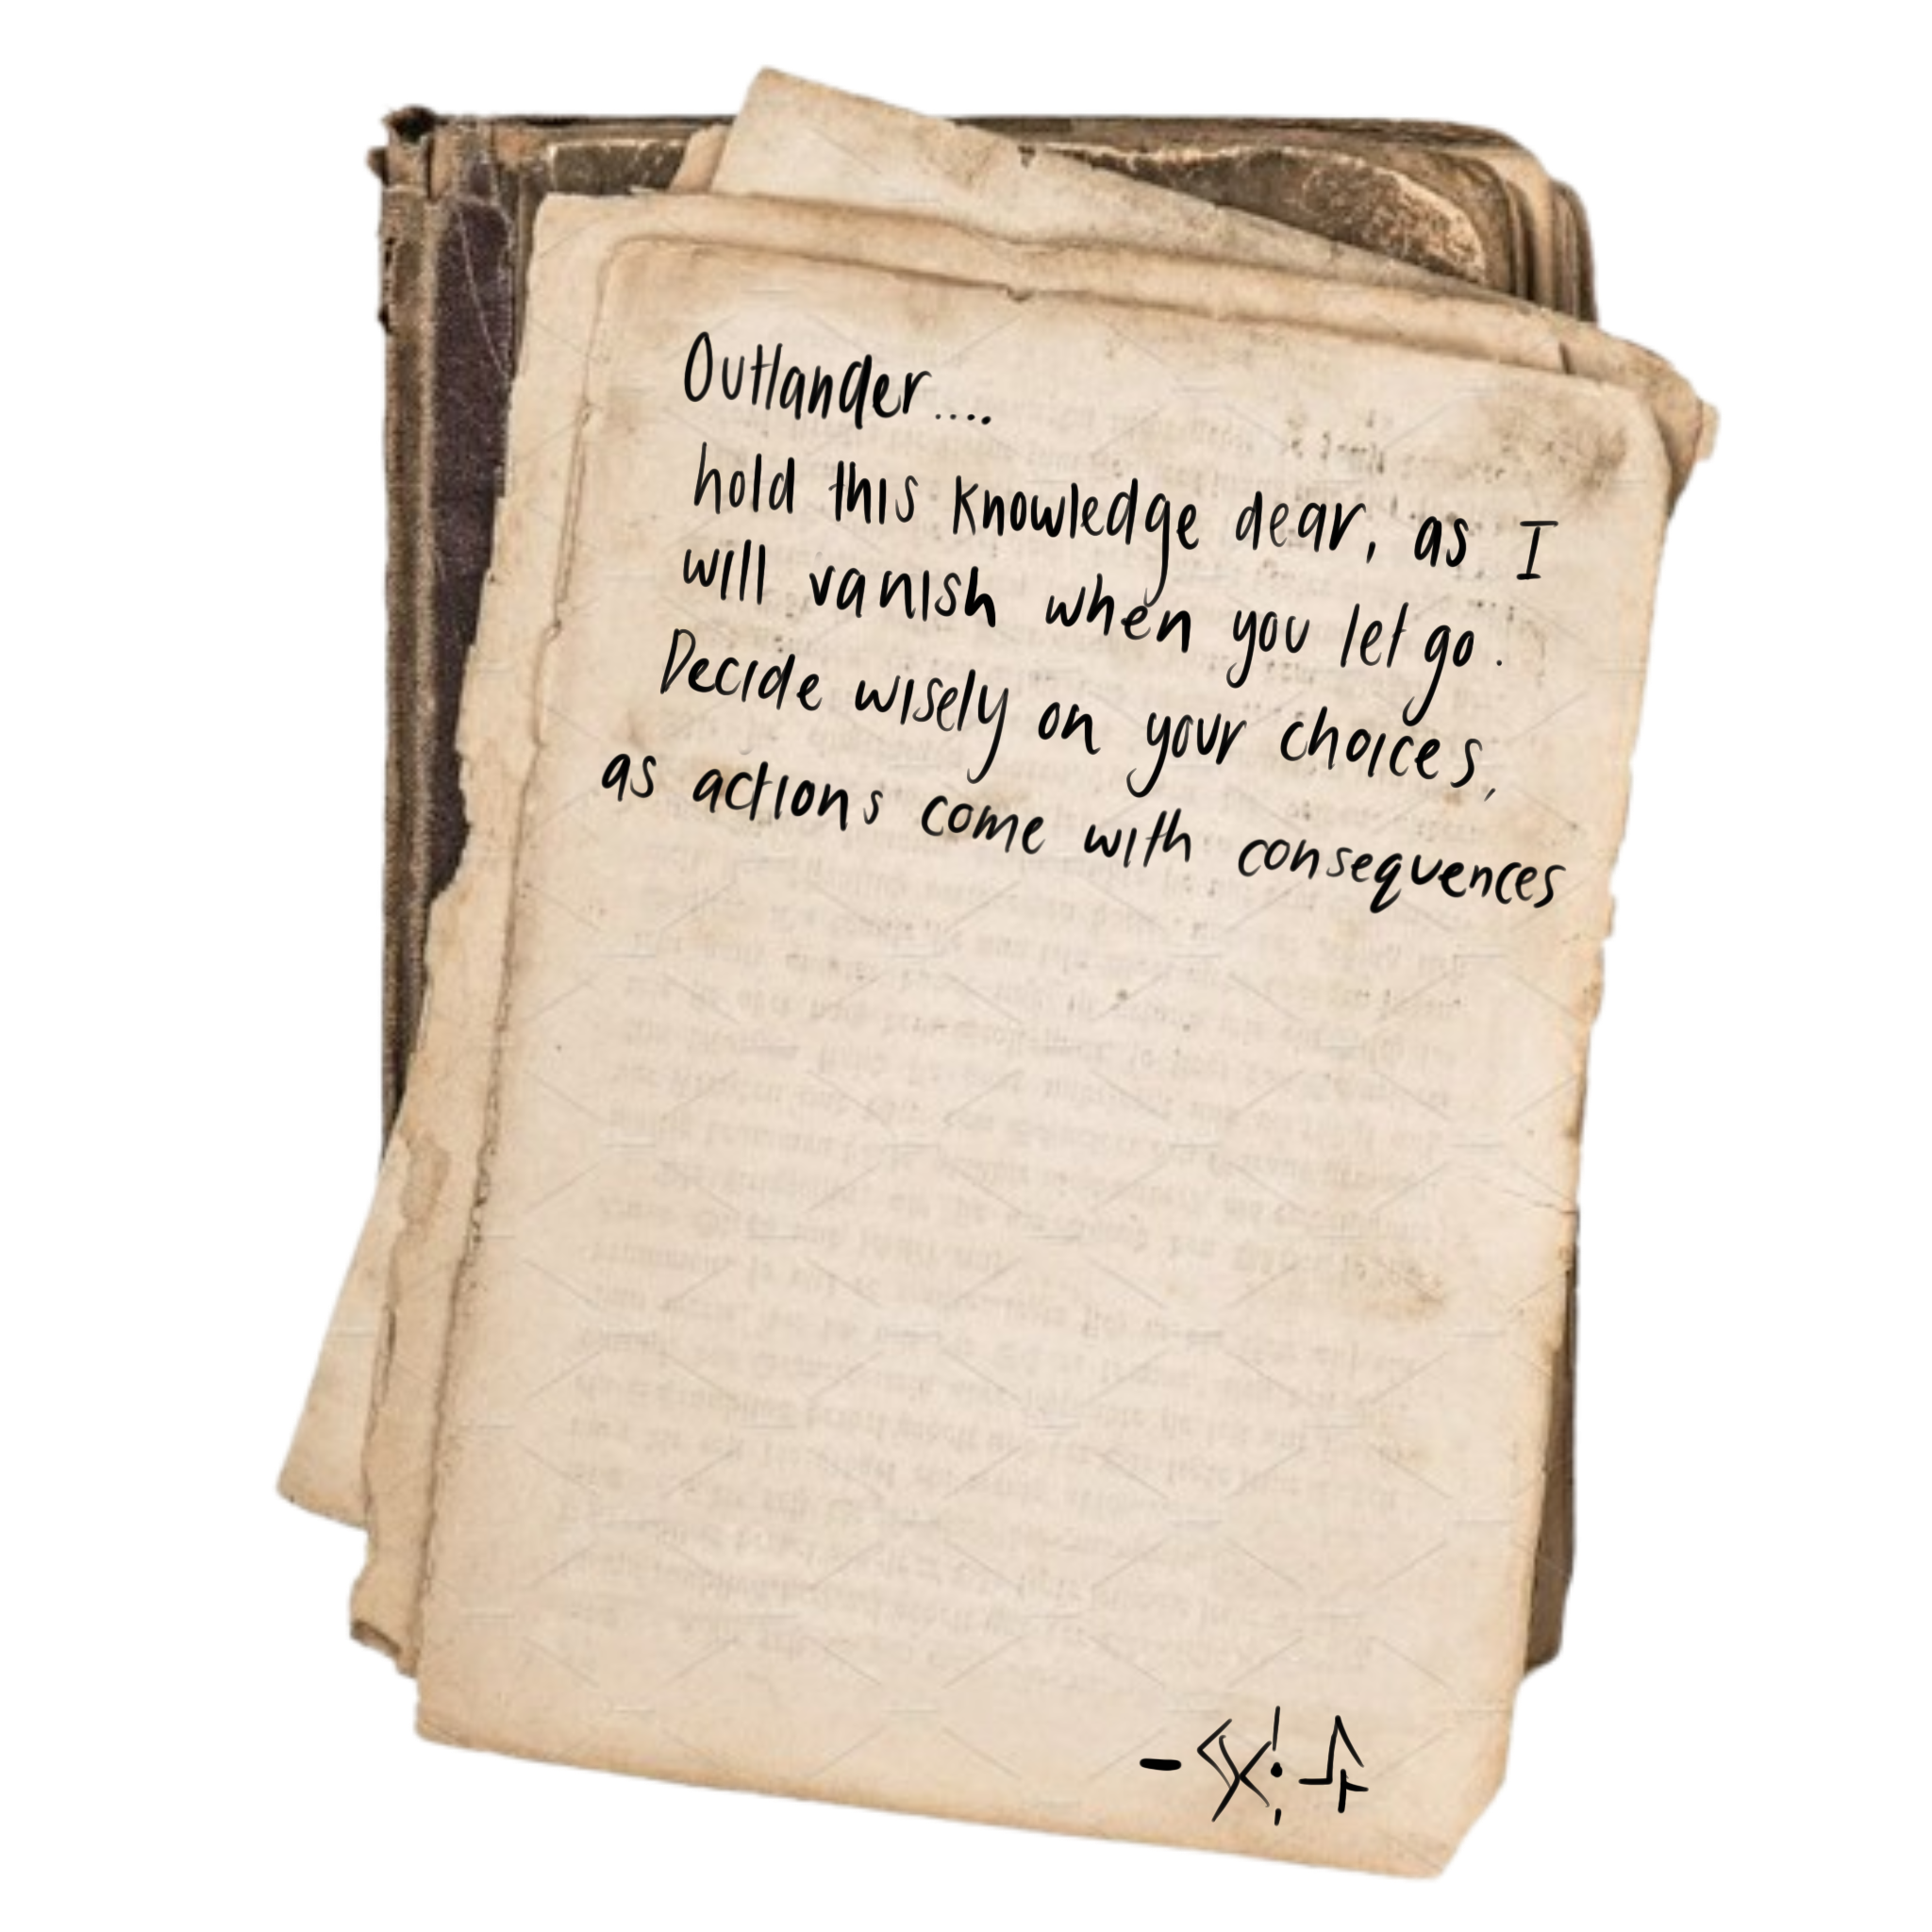 Outlander....
hold this knowledge dear, as I
will vanish when you let go.
Decide wisely on your choices,
as actions come with consequences